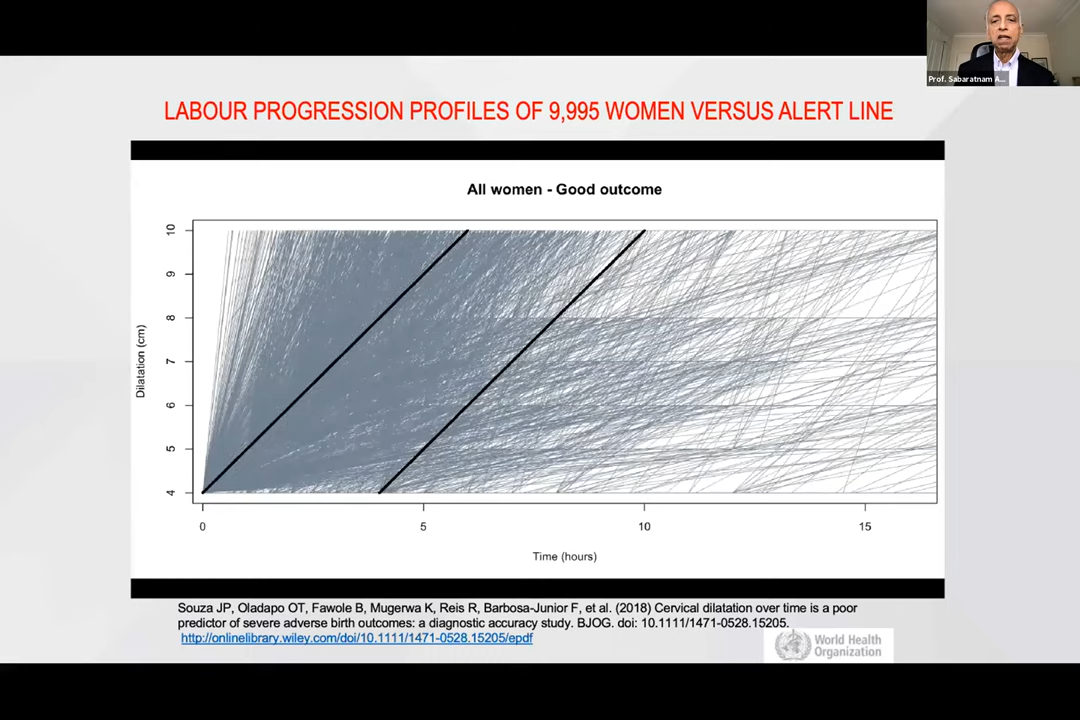 Prof. Sabaratnam A...
LABOUR PROGRESSION PROFILES OF 9,995 WOMEN VERSUS ALERT LINE
All women - Good outcome
Dilatation (cm)
10
9
8
7
6
5
4
0 5 10 15
Time (hours)
Souza JP, Oladapo OT, Fawole B, Mugerwa K, Reis R, Barbosa-Junior F, et al. (2018) Cervical dilatation over time is a poor
predictor of severe adverse birth outcomes: a diagnostic accuracy study. BJOG. doi: 10.1111/1471-0528.15205.
http://onlinelibrary.wiley.com/doi/10.1111/1471-0528.15205/epdf
World Health
Organization